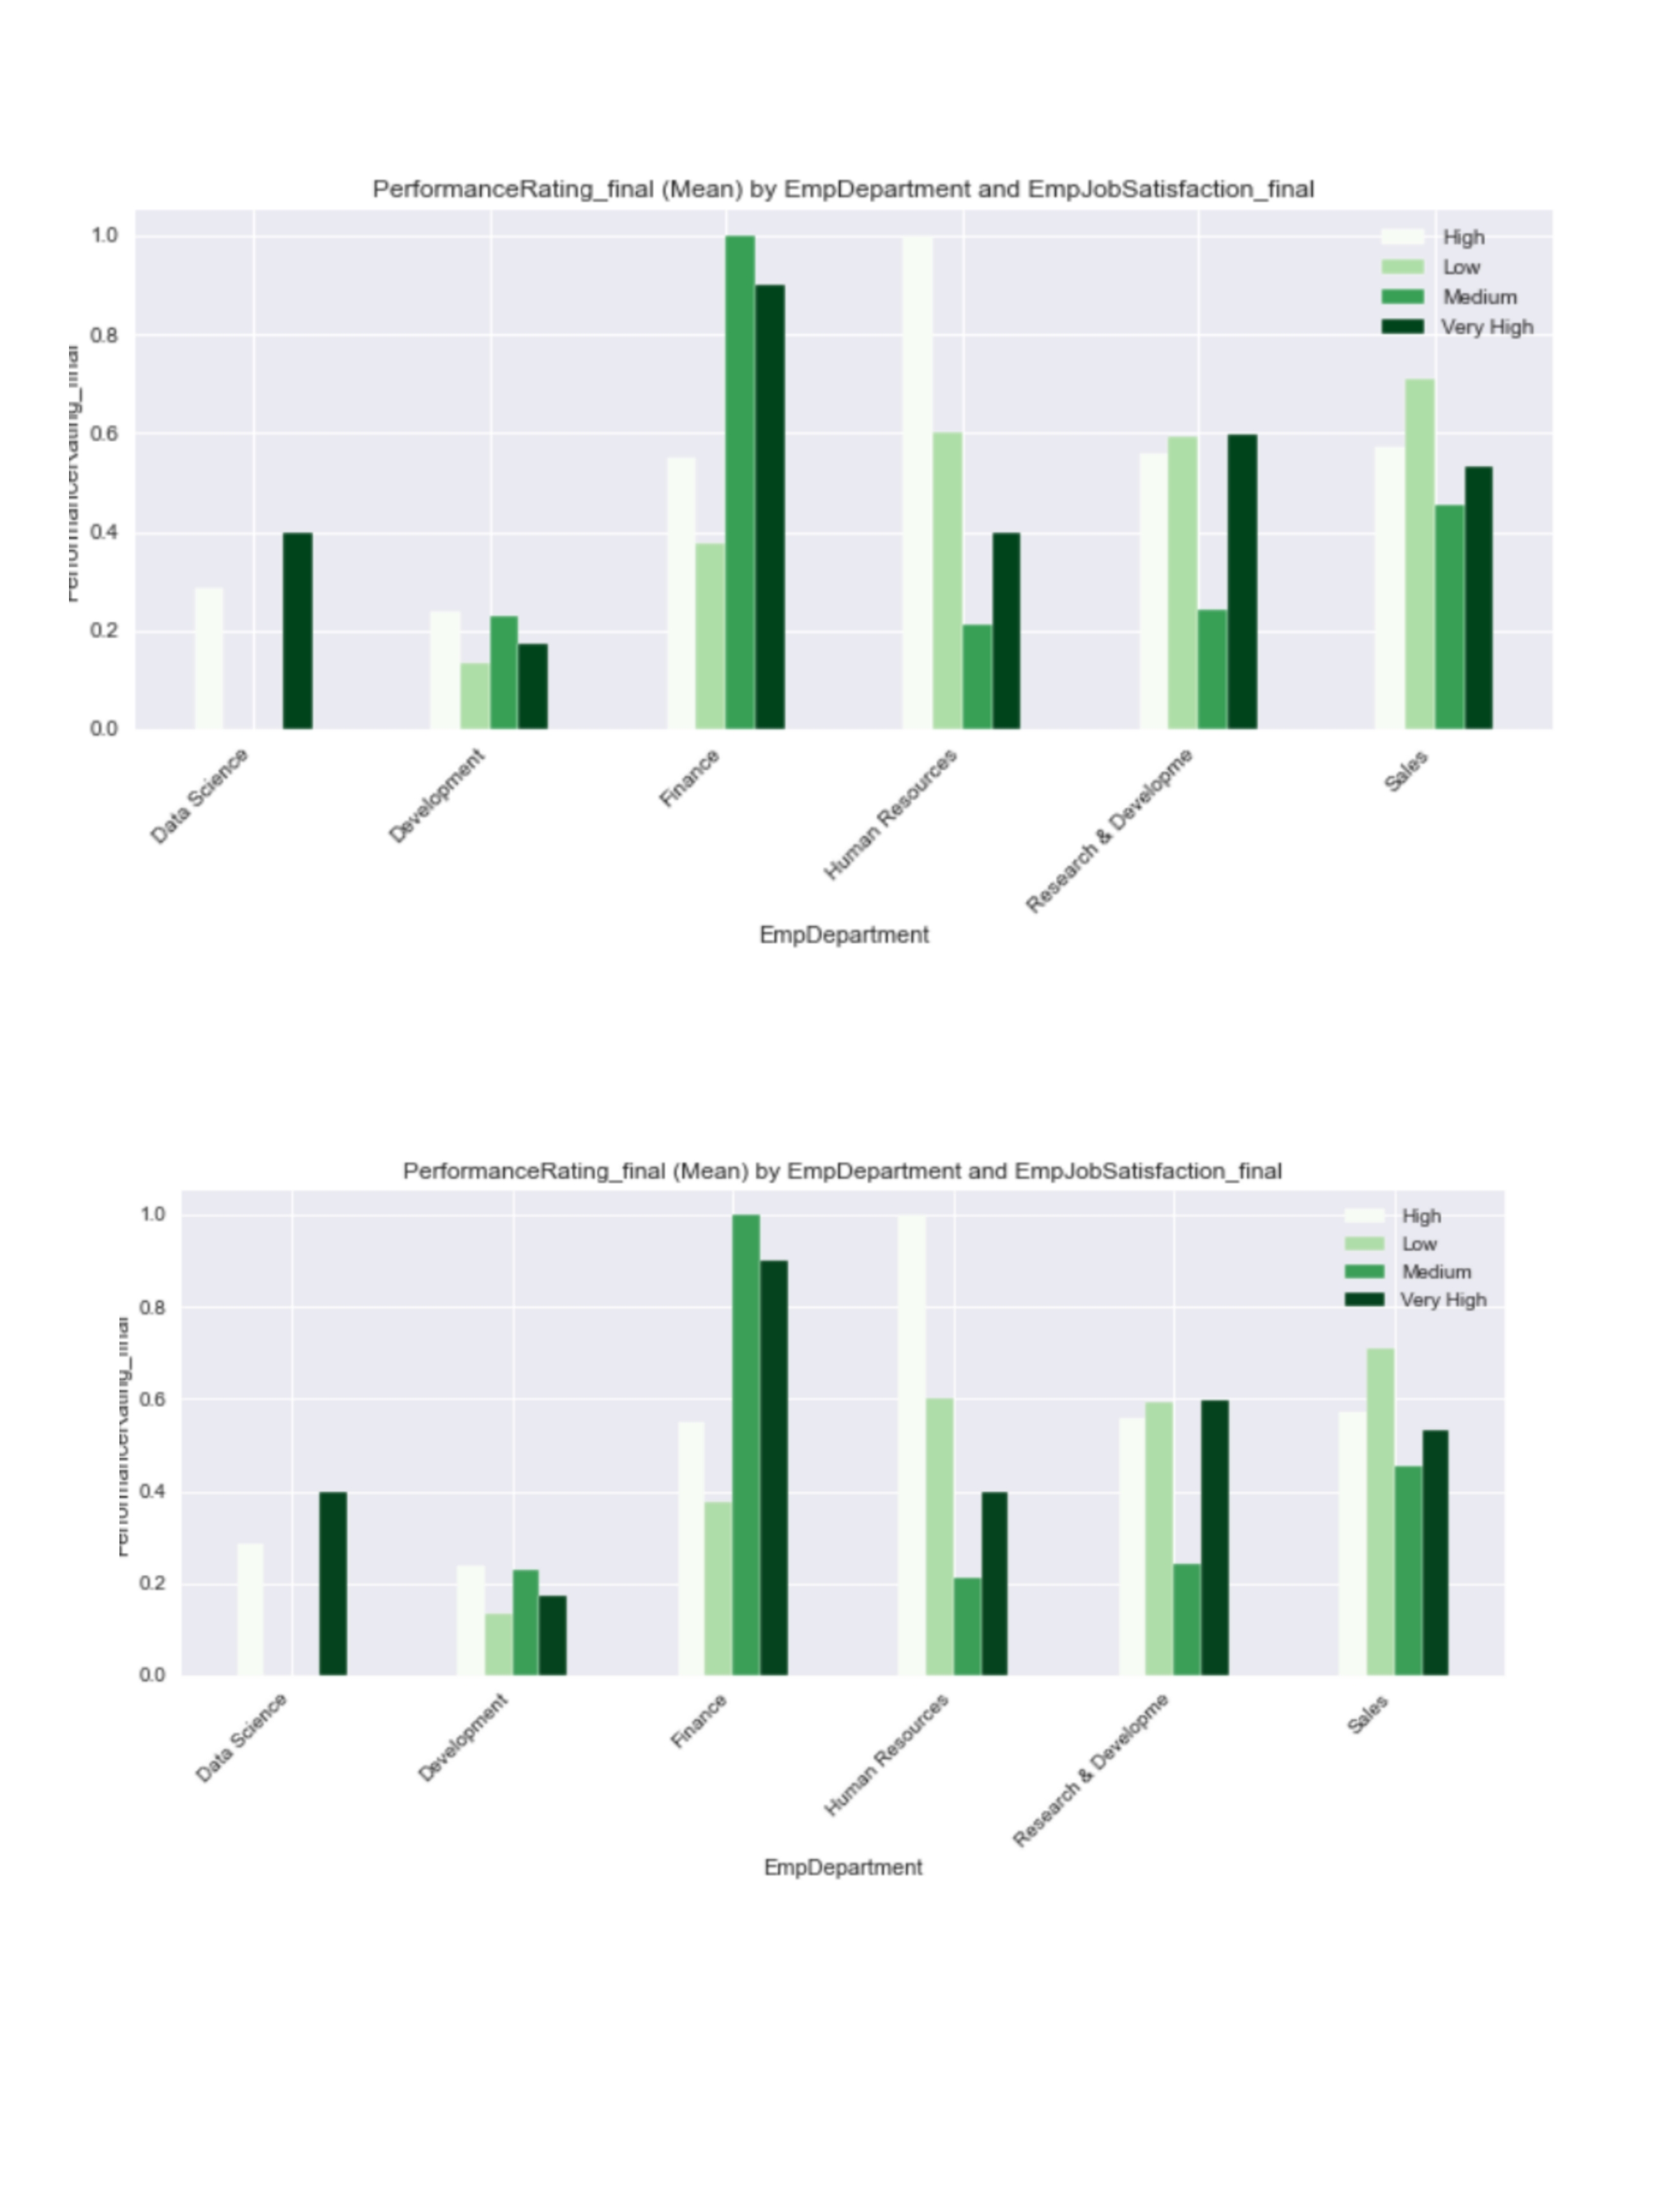 PerformanceRating_final (Mean) by EmpDepartment and EmpJobSatisfaction_final
1.0
0.8
0.6
0.4
0.2
0.0
PerformanceRating_final
High
Low
Medium
Very High
Data Science
Development
Finance
Human Resources
Research & Developme
Sales
EmpDepartment
PerformanceRating_final (Mean) by EmpDepartment and EmpJobSatisfaction_final
1.0
0.8
0.6
0.4
0.2
0.0
PerformanceRating_final
High
Low
Medium
Very High
Data Science
Development
Finance
Human Resources
Research & Developme
Sales
EmpDepartment